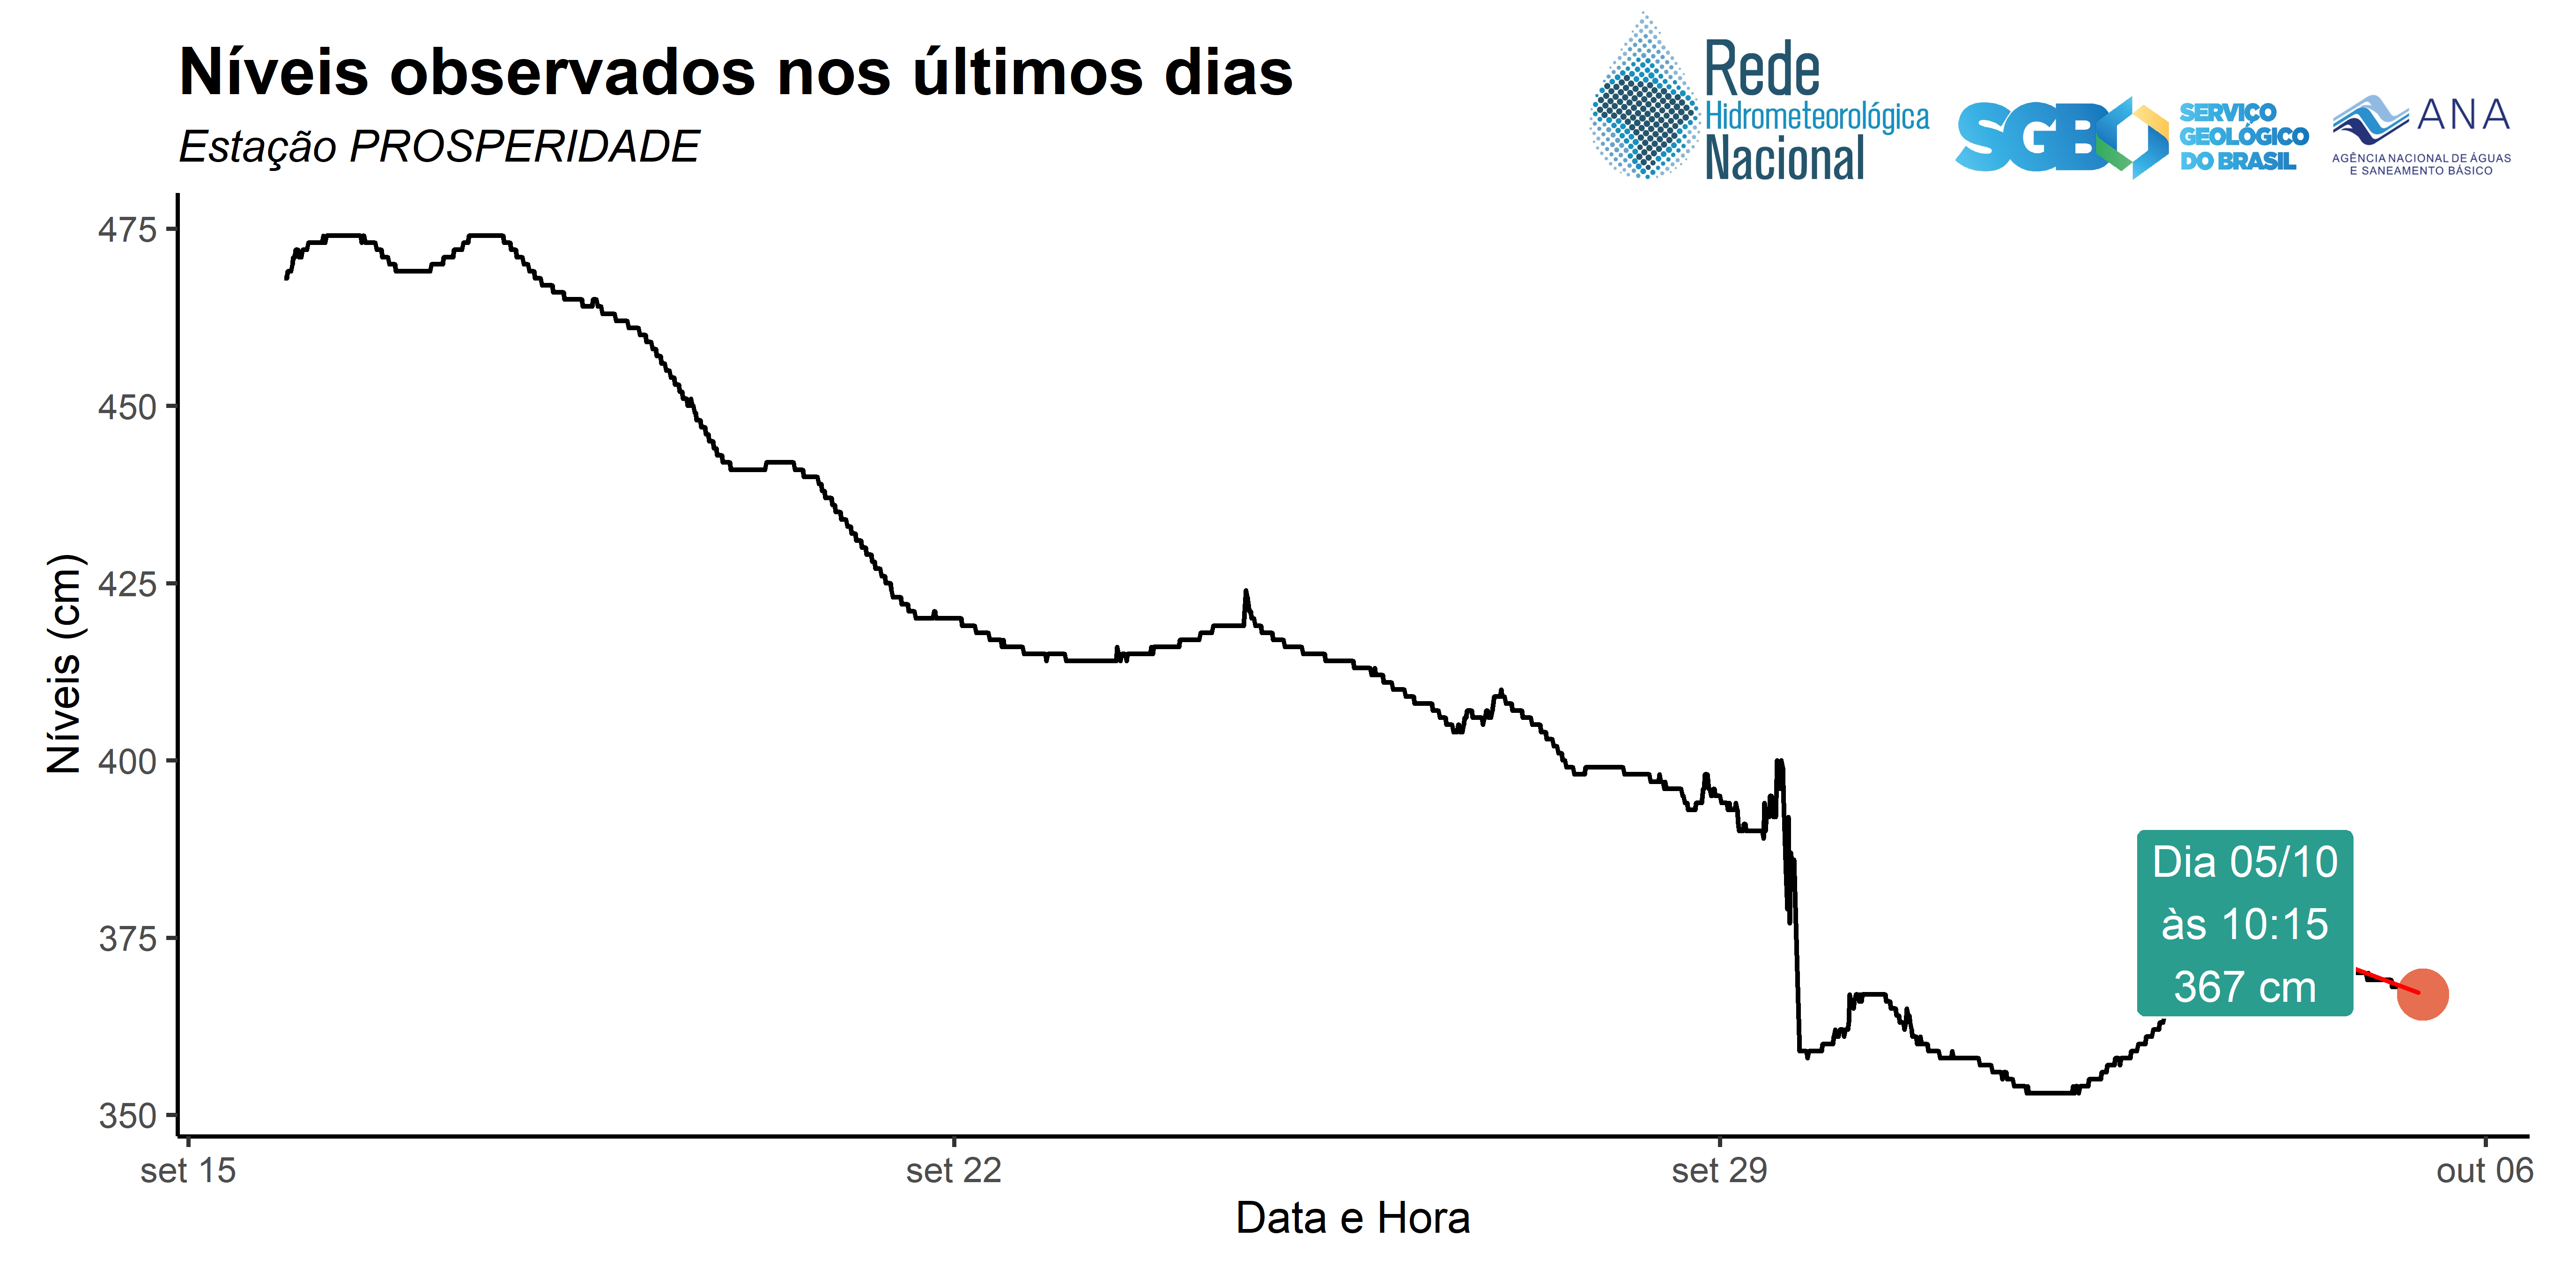 Níveis observados nos últimos dias
Estação PROSPERIDADE
Rede
Hidrometeorológica
Nacional
SGB
SERVIÇO
GEOLÓGICO
DO BRASIL
ANA
AGÊNCIA NACIONAL DE ÁGUAS
E SANEAMENTO BÁSICO
Níveis (cm)
475
450
425
400
375
350
Dia 05/10
às 10:15
367 cm
set 15
set 22
set 29
out 06
Data e Hora